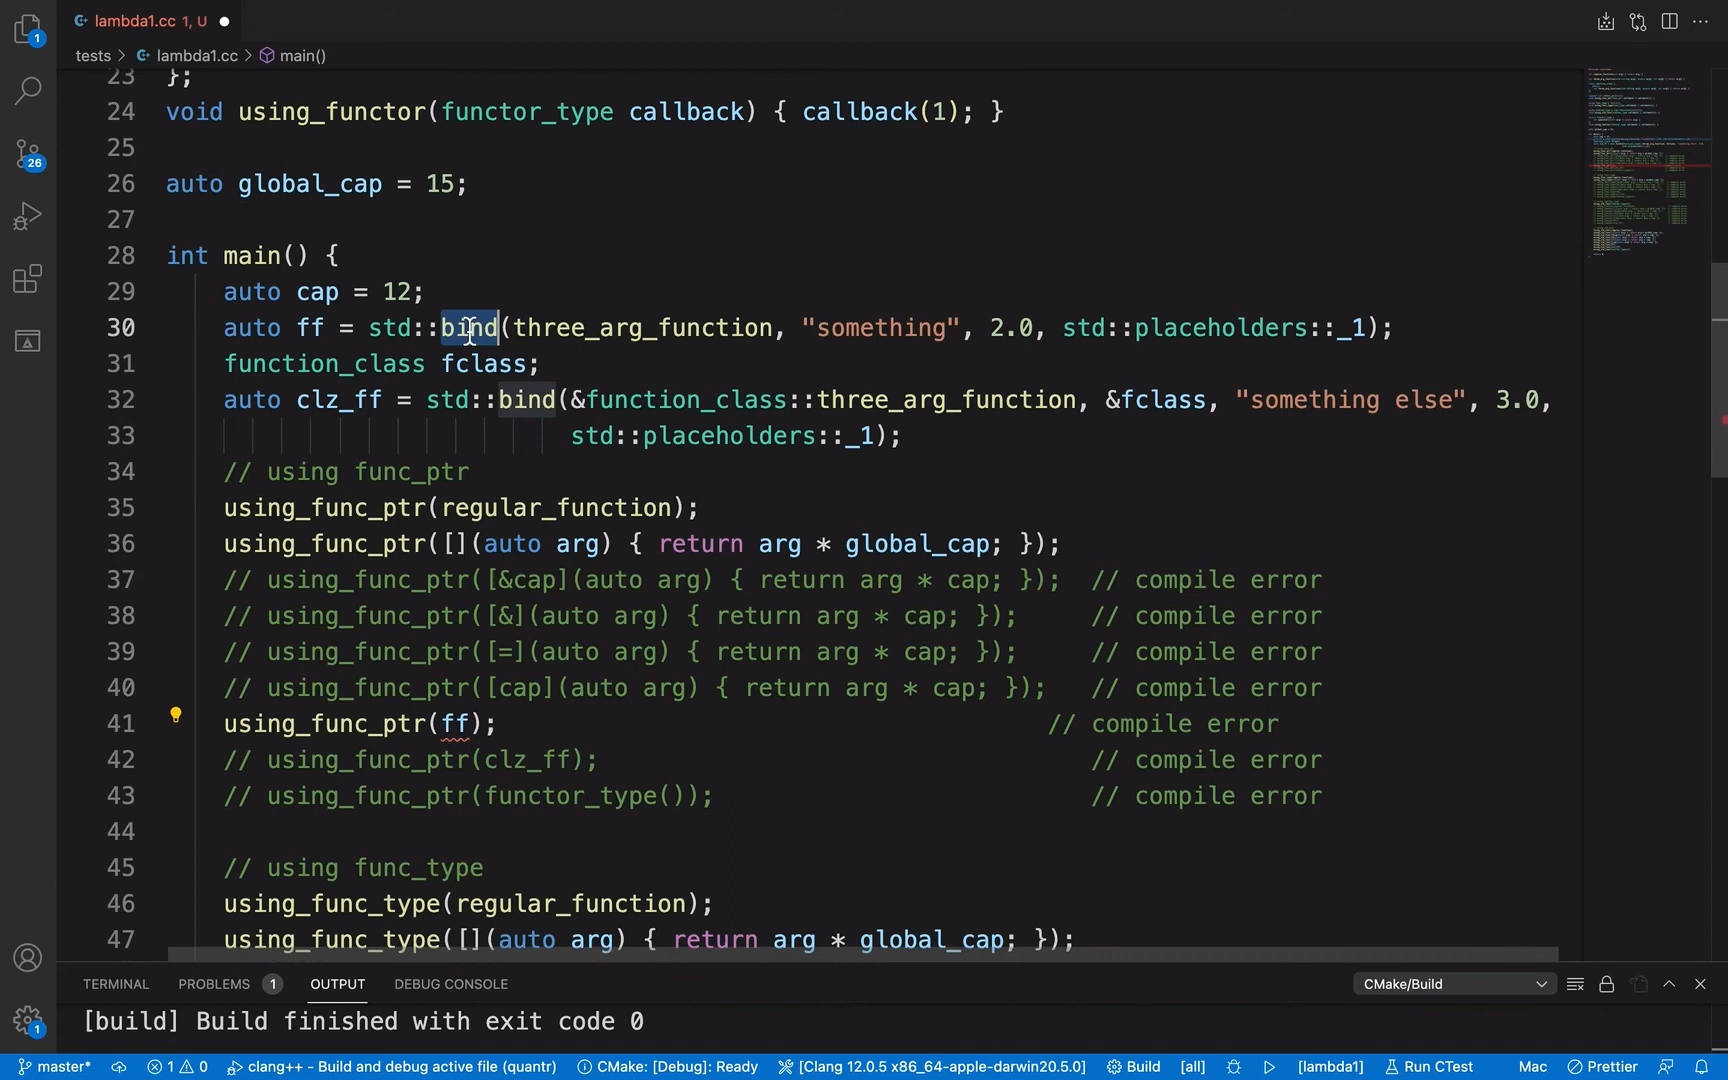 lambda1.cc 1, U
1
tests > lambda1.cc > main()
23 };
24 void using_functor(functor_type callback) { callback(1); }
25
26 auto global_cap = 15;
27
28 int main() {
29 auto cap = 12;
30 auto ff = std::bind(three_arg_function, "something", 2.0, std::placeholders::_1);
31 function_class fclass;
32 auto clz_ff = std::bind(&function_class::three_arg_function, &fclass, "something else", 3.0,
33 std::placeholders::_1);
34 // using func_ptr
35 using_func_ptr(regular_function);
36 using_func_ptr([](auto arg) { return arg * global_cap; });
37 // using_func_ptr([&cap](auto arg) { return arg * cap; }); // compile error
38 // using_func_ptr([&](auto arg) { return arg * cap; }); // compile error
39 // using_func_ptr([=](auto arg) { return arg * cap; }); // compile error
40 // using_func_ptr([cap](auto arg) { return arg * cap; }); // compile error
41 using_func_ptr(ff); // compile error
42 // using_func_ptr(clz_ff); // compile error
43 // using_func_ptr(functor_type()); // compile error
44
45 // using func_type
46 using_func_type(regular_function);
47 using_func_type([](auto arg) { return arg * global_cap; });
26
1
TERMINAL PROBLEMS 1 OUTPUT DEBUG CONSOLE CMake/Build
[build] Build finished with exit code 0
master* 1 0 clang++ - Build and debug active file (quantr) CMake: [Debug]: Ready [Clang 12.0.5 x86_64-apple-darwin20.5.0] Build [all] [lambda1] Run CTest Mac Prettier